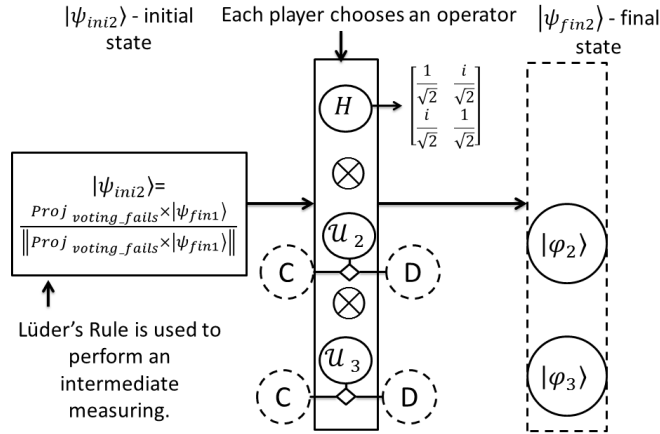 |ψ_ini2⟩ - initial
state
Each player chooses an operator
|ψ_fin2⟩ - final
state
H
[1/√2 i/√2
i/√2 1/√2]
|ψ_ini2⟩=
Proj_voting_fails×|ψ_fin1⟩
‖Proj_voting_fails×|ψ_fin1⟩‖
⊗
𝒰_2
C D
⊗
𝒰_3
C D
|φ_2⟩
|φ_3⟩
Lüder's Rule is used to
perform an
intermediate
measuring.